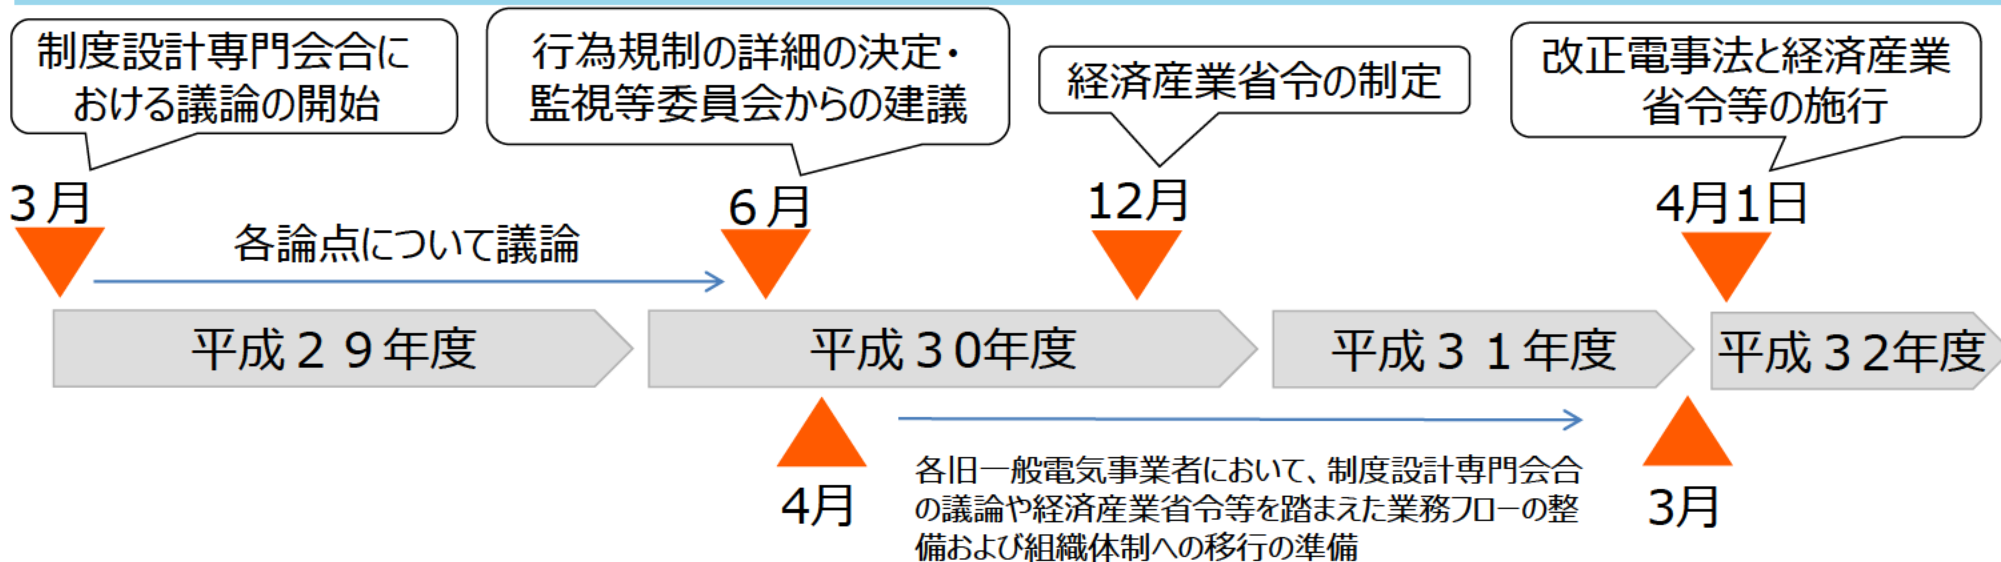 制度設計専門会合に
おける議論の開始
行為規制の詳細の決定・
監視等委員会からの建議
経済産業省令の制定
改正電事法と経済産業
省令等の施行
3月
6月
12月
4月1日
各論点について議論
平成29年度
平成30年度
平成31年度
平成32年度
4月
各旧一般電気事業者において、制度設計専門会合
の議論や経済産業省令等を踏まえた業務フローの整
備および組織体制への移行の準備
3月